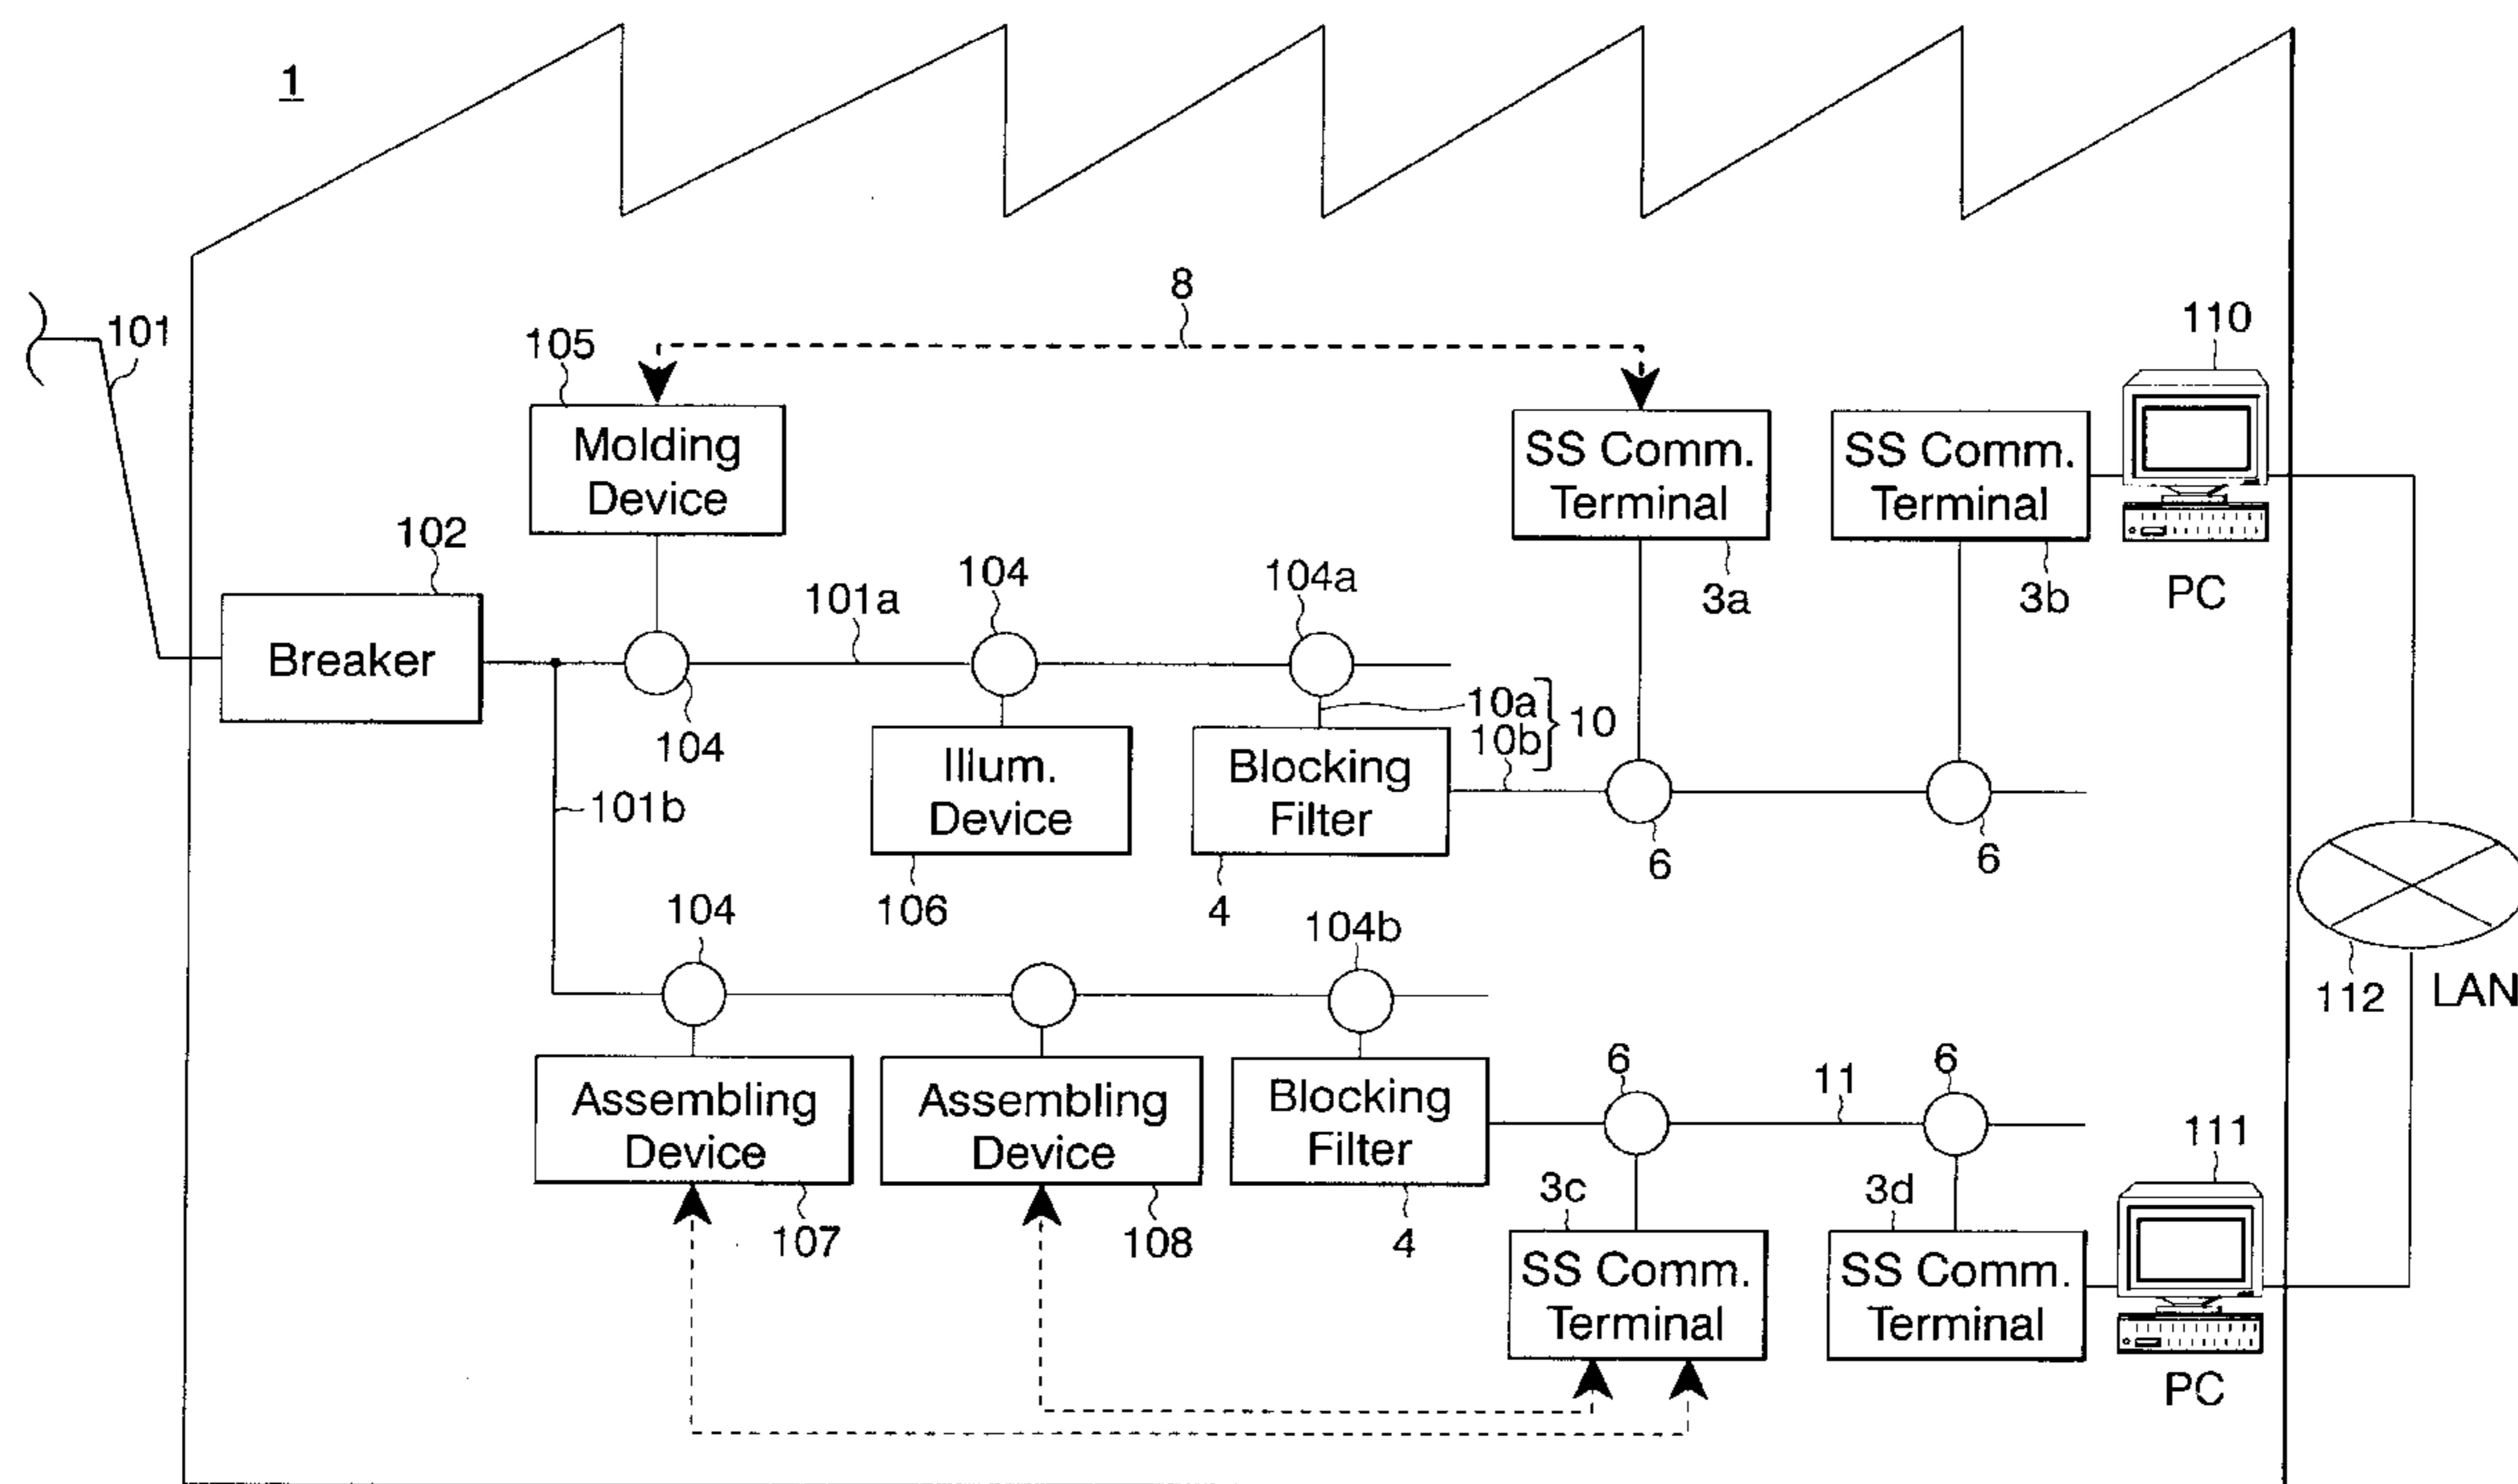 1
8
101
105
110
Molding
Device
SS Comm.
Terminal
SS Comm.
Terminal
102
104
104a
101a
3a
3b
PC
Breaker
10a
10b
10
104
Illum.
Device
Blocking
Filter
101b
6
6
106
4
104
104b
112
LAN
Assembling
Device
Assembling
Device
Blocking
Filter
6
11
6
111
107
108
4
3c
3d
SS Comm.
Terminal
SS Comm.
Terminal
PC